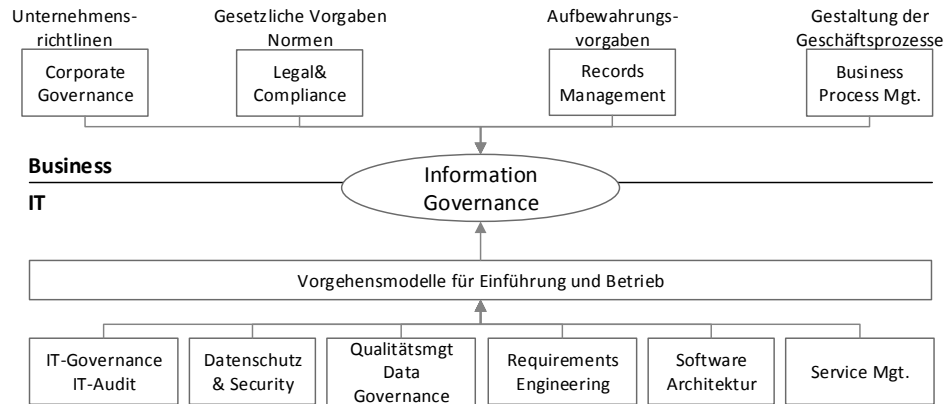 Unternehmens-
richtlinen
Gesetzliche Vorgaben
Normen
Aufbewahrungs-
vorgaben
Gestaltung der
Geschäftsprozesse
Corporate
Governance
Legal&
Compliance
Records
Management
Business
Process Mgt.
Business
Information
Governance
IT
Vorgehensmodelle für Einführung und Betrieb
IT-Governance
IT-Audit
Datenschutz
& Security
Qualitätsmgt
Data
Governance
Requirements
Engineering
Software
Architektur
Service Mgt.